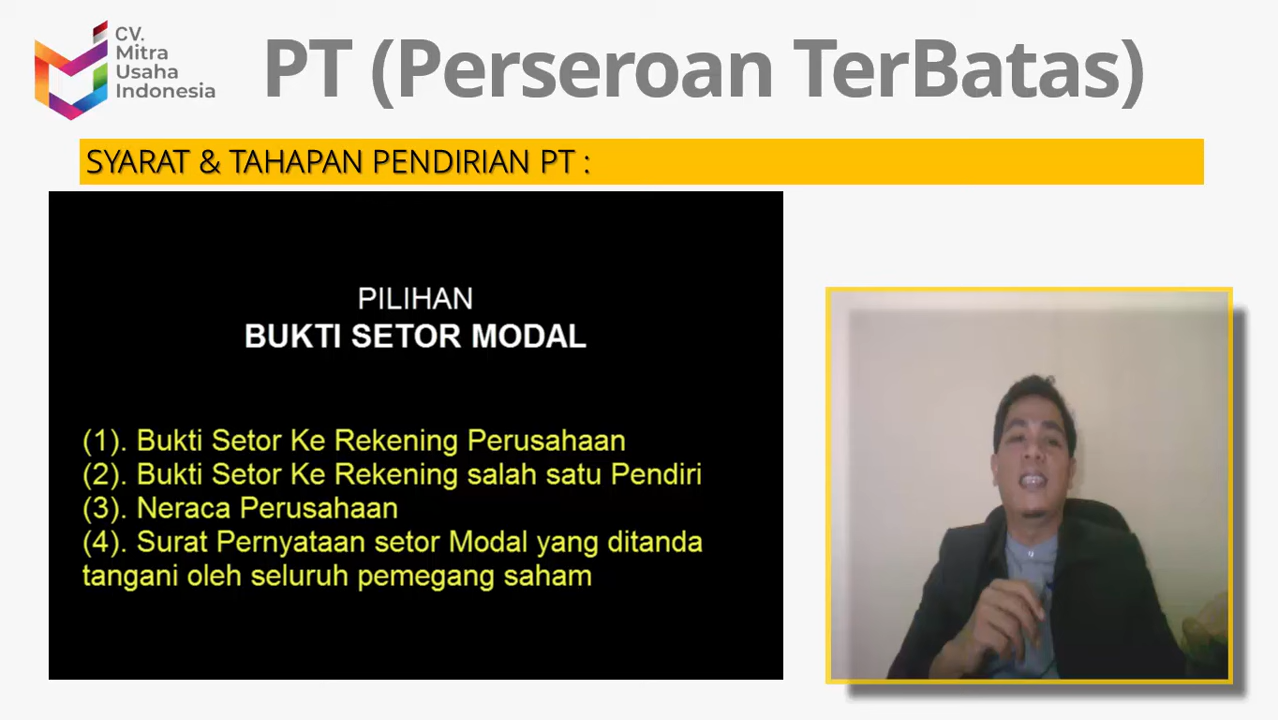 CV.
Mitra
Usaha
Indonesia
PT (Perseroan TerBatas)
SYARAT & TAHAPAN PENDIRIAN PT :
PILIHAN
BUKTI SETOR MODAL
(1). Bukti Setor Ke Rekening Perusahaan
(2). Bukti Setor Ke Rekening salah satu Pendiri
(3). Neraca Perusahaan
(4). Surat Pernyataan setor Modal yang ditanda
tangani oleh seluruh pemegang saham